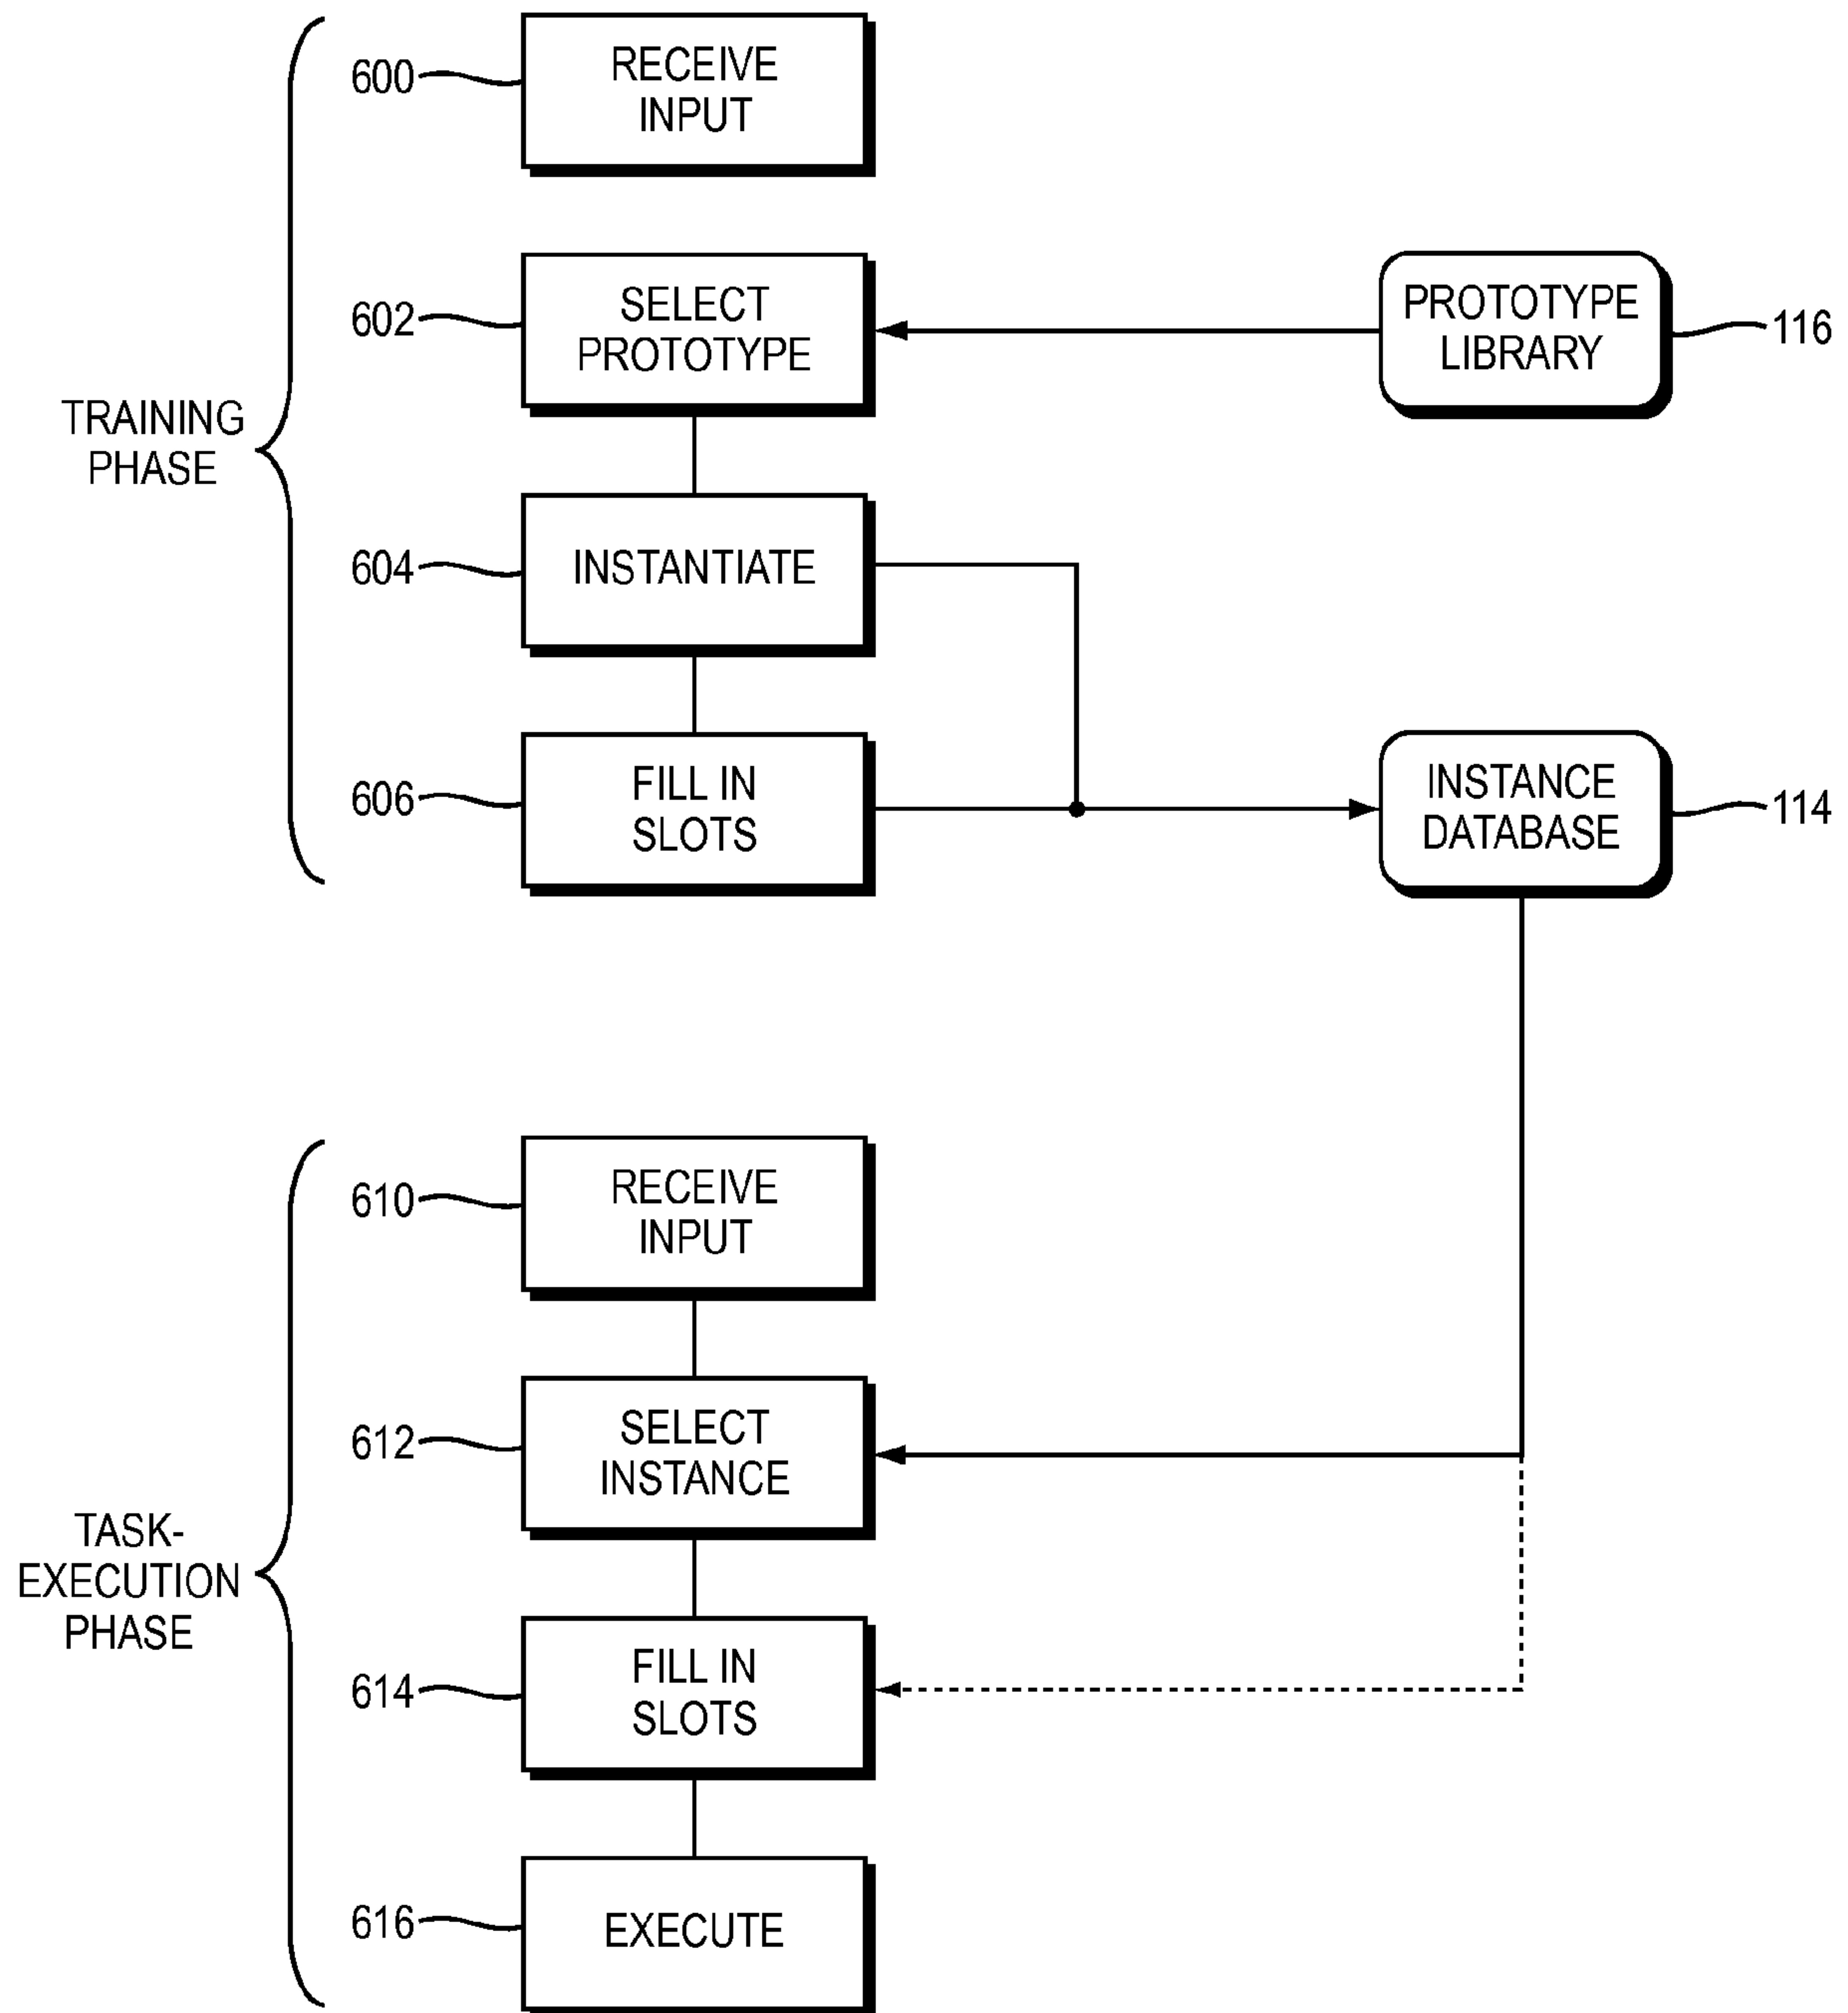 600
RECEIVE
INPUT
602
SELECT
PROTOTYPE
PROTOTYPE
LIBRARY
116
TRAINING
PHASE
604
INSTANTIATE
606
FILL IN
SLOTS
INSTANCE
DATABASE
114
610
RECEIVE
INPUT
612
SELECT
INSTANCE
TASK-
EXECUTION
PHASE
614
FILL IN
SLOTS
616
EXECUTE